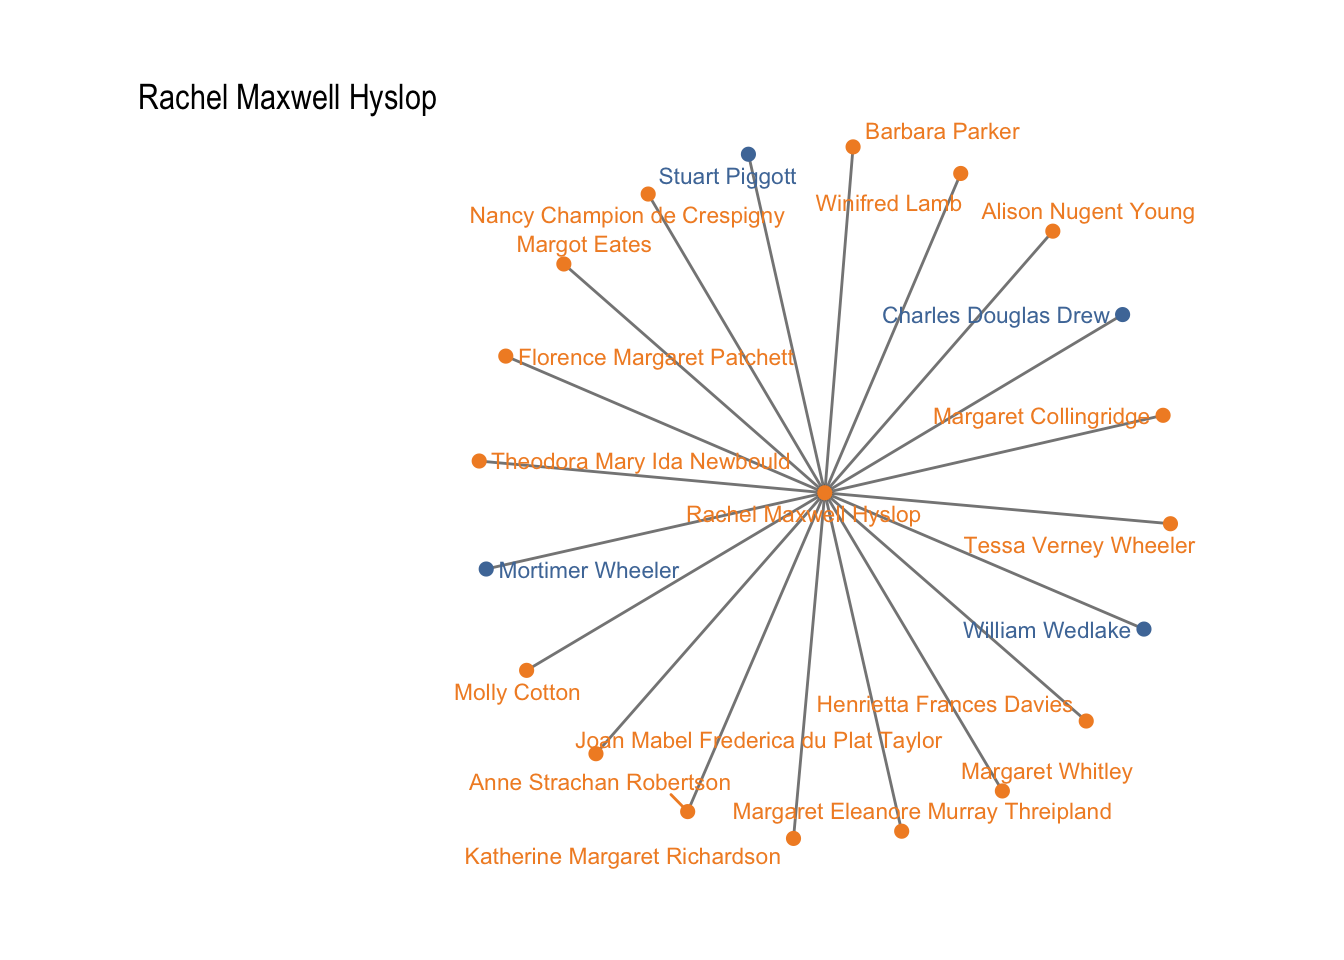 Rachel Maxwell Hyslop
Barbara Parker
Stuart Piggott
Winifred Lamb
Alison Nugent Young
Nancy Champion de Crespigny
Margot Eates
Charles Douglas Drew
Florence Margaret Patchett
Margaret Collingridge
Theodora Mary Ida Newbould
Rachel Maxwell Hyslop
Tessa Verney Wheeler
Mortimer Wheeler
William Wedlake
Molly Cotton
Henrietta Frances Davies
Joan Mabel Frederica du Plat Taylor
Margaret Whitley
Anne Strachan Robertson
Margaret Eleanore Murray Threipland
Katherine Margaret Richardson